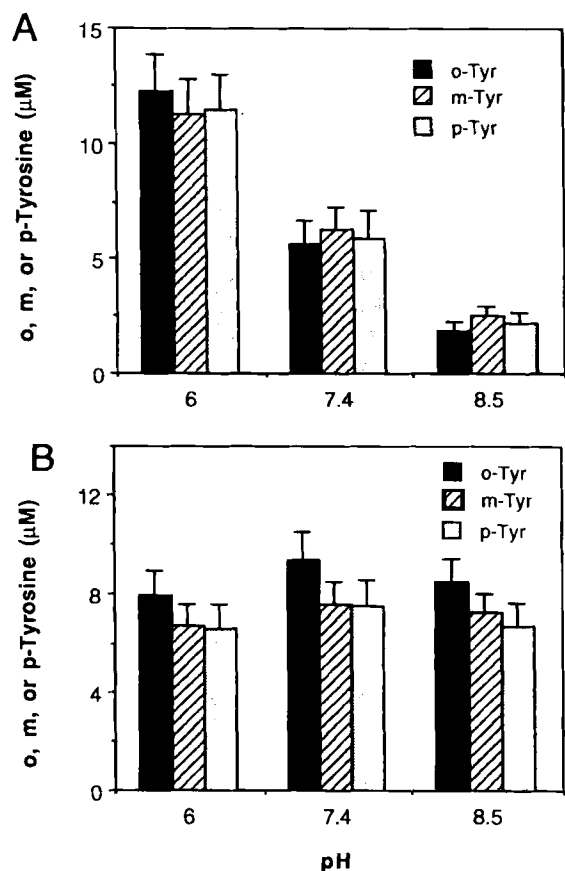 A
o, m, or p-Tyrosine (µM)
15
10
5
0
o-Tyr
m-Tyr
p-Tyr
6 7.4 8.5
B
o, m, or p-Tyrosine (µM)
12
8
4
0
o-Tyr
m-Tyr
p-Tyr
6 7.4 8.5
pH